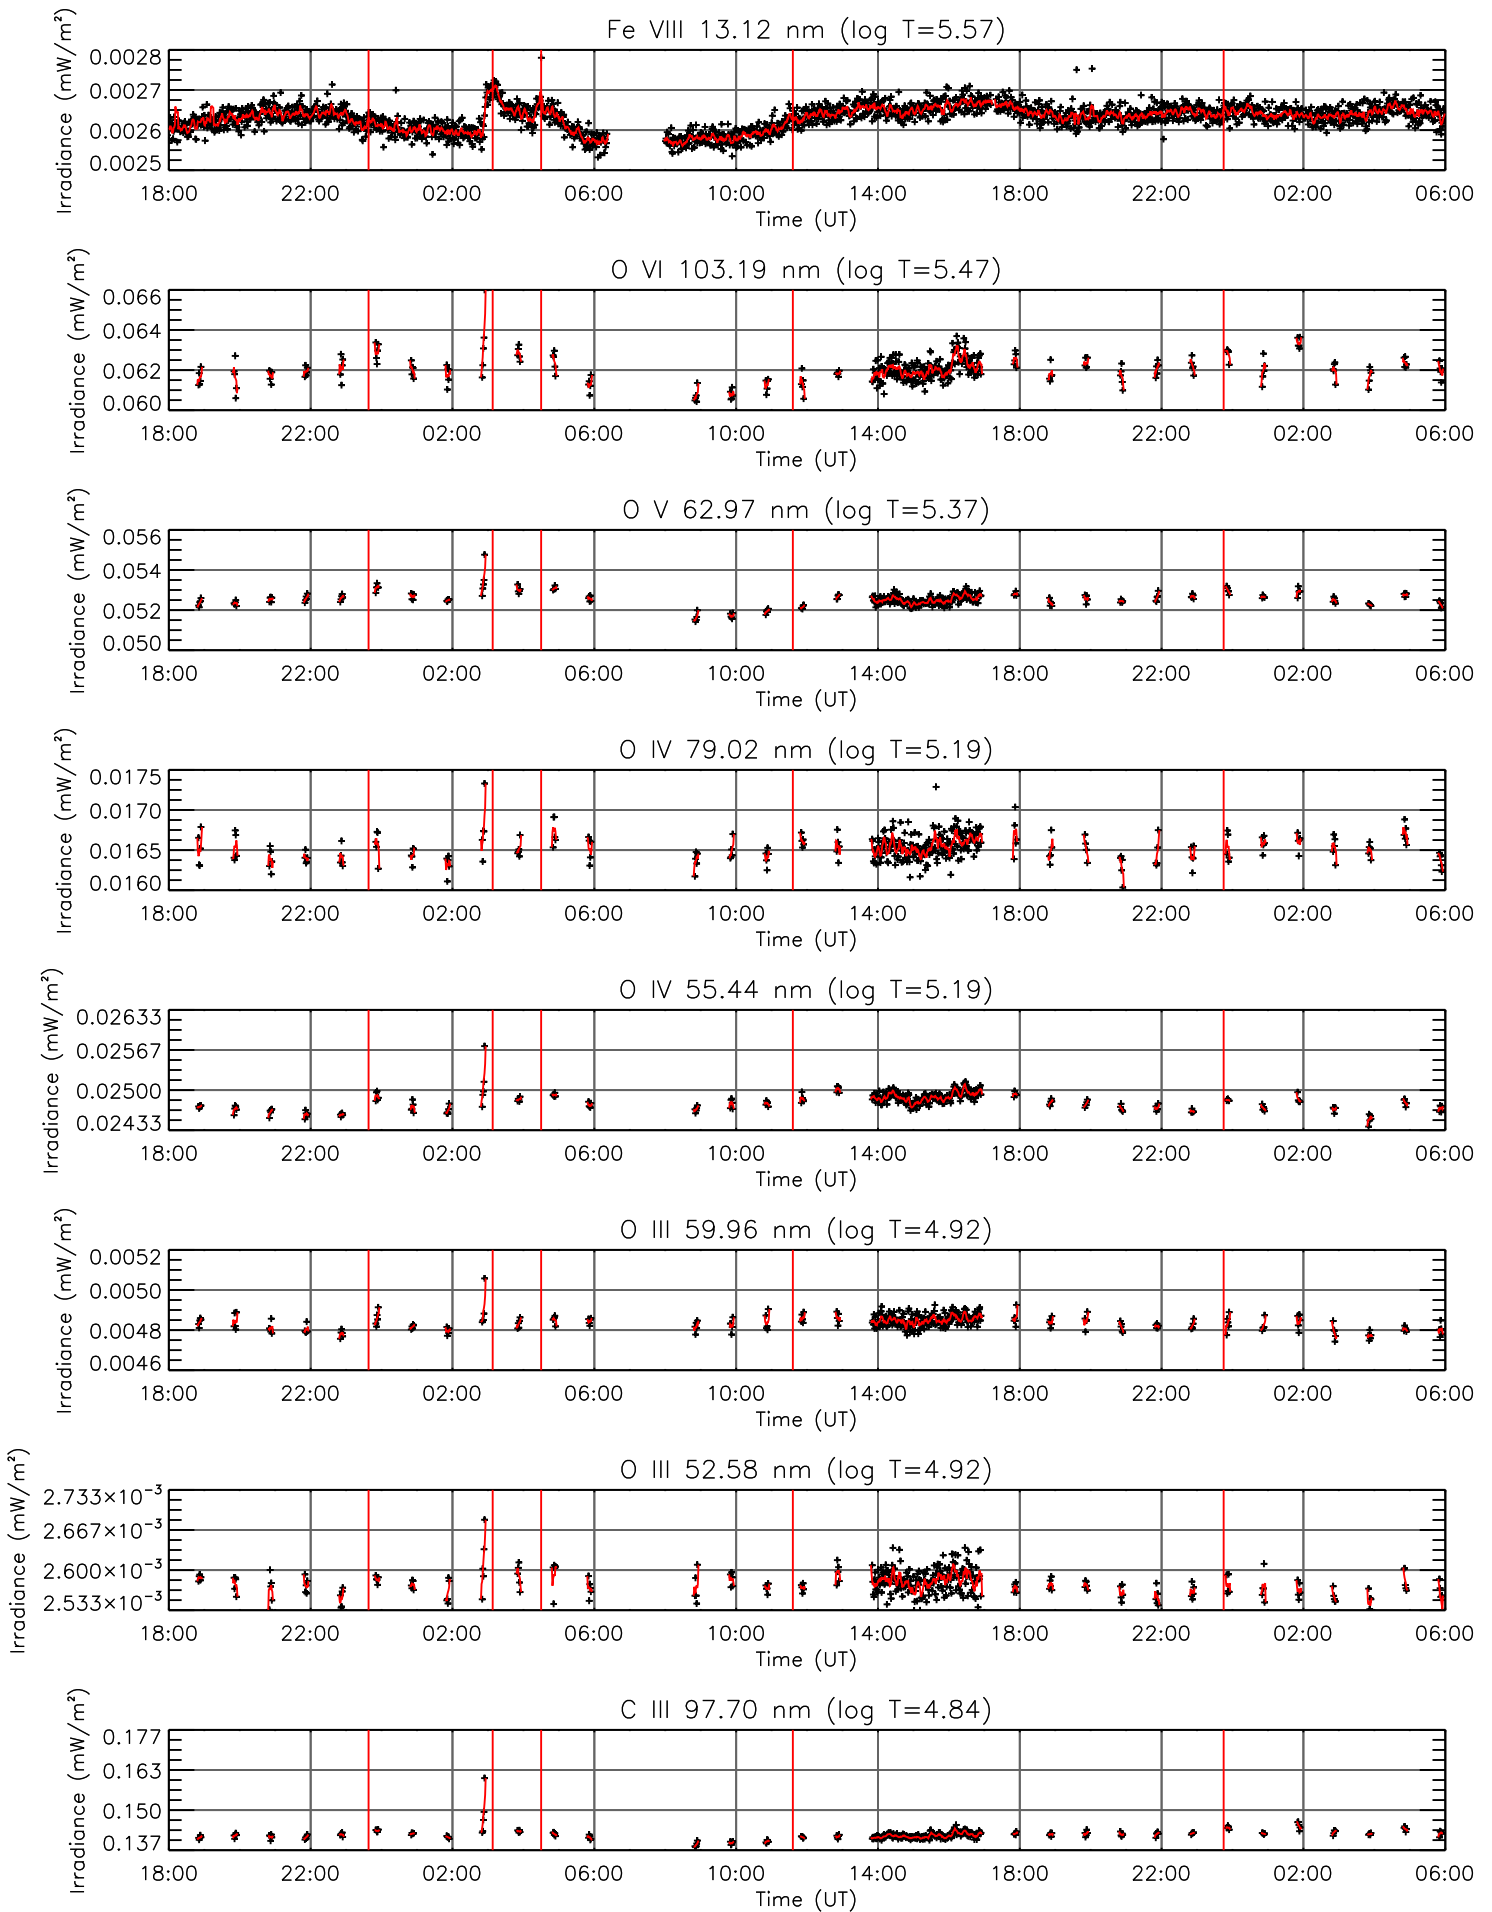 Fe VIII 13.12 nm (log T=5.57)
Irradiance (mW/m²)
0.0028
0.0027
0.0026
0.0025
18:00 22:00 02:00 06:00 10:00 14:00 18:00 22:00 02:00 06:00
Time (UT)
O VI 103.19 nm (log T=5.47)
Irradiance (mW/m²)
0.066
0.064
0.062
0.060
18:00 22:00 02:00 06:00 10:00 14:00 18:00 22:00 02:00 06:00
Time (UT)
O V 62.97 nm (log T=5.37)
Irradiance (mW/m²)
0.056
0.054
0.052
0.050
18:00 22:00 02:00 06:00 10:00 14:00 18:00 22:00 02:00 06:00
Time (UT)
O IV 79.02 nm (log T=5.19)
Irradiance (mW/m²)
0.0175
0.0170
0.0165
0.0160
18:00 22:00 02:00 06:00 10:00 14:00 18:00 22:00 02:00 06:00
Time (UT)
O IV 55.44 nm (log T=5.19)
Irradiance (mW/m²)
0.02633
0.02567
0.02500
0.02433
18:00 22:00 02:00 06:00 10:00 14:00 18:00 22:00 02:00 06:00
Time (UT)
O III 59.96 nm (log T=4.92)
Irradiance (mW/m²)
0.0052
0.0050
0.0048
0.0046
18:00 22:00 02:00 06:00 10:00 14:00 18:00 22:00 02:00 06:00
Time (UT)
O III 52.58 nm (log T=4.92)
Irradiance (mW/m²)
2.733×10⁻³
2.667×10⁻³
2.600×10⁻³
2.533×10⁻³
18:00 22:00 02:00 06:00 10:00 14:00 18:00 22:00 02:00 06:00
Time (UT)
C III 97.70 nm (log T=4.84)
Irradiance (mW/m²)
0.177
0.163
0.150
0.137
18:00 22:00 02:00 06:00 10:00 14:00 18:00 22:00 02:00 06:00
Time (UT)